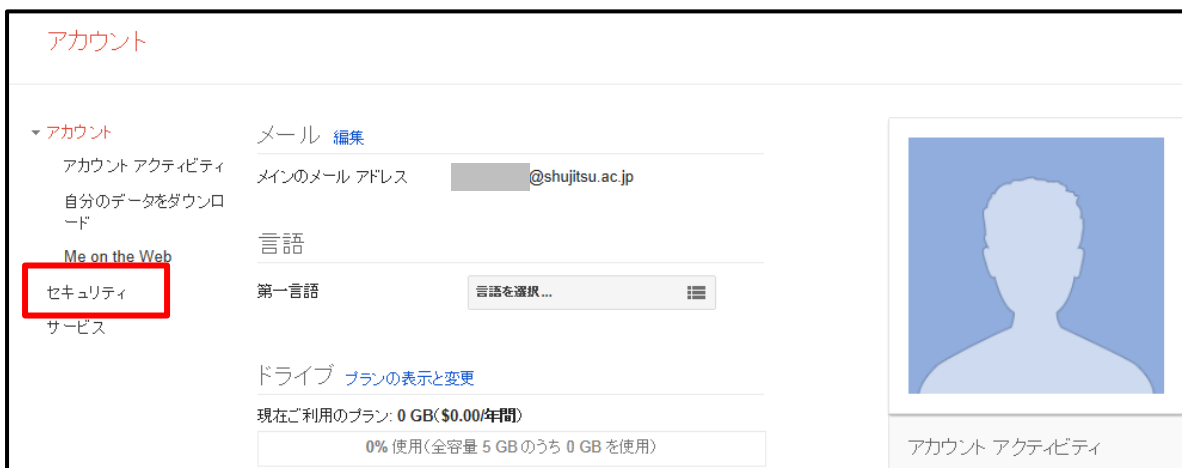 アカウント
アカウント
アカウント アクティビティ
自分のデータをダウンロ
ード
Me on the Web
セキュリティ
サービス
メール 編集
メインのメール アドレス @shujitsu.ac.jp
言語
第一言語 言語を選択...
ドライブ プランの表示と変更
現在ご利用のプラン: 0 GB($0.00/年間)
0% 使用(全容量 5 GB のうち 0 GB を使用)
アカウント アクティビティ